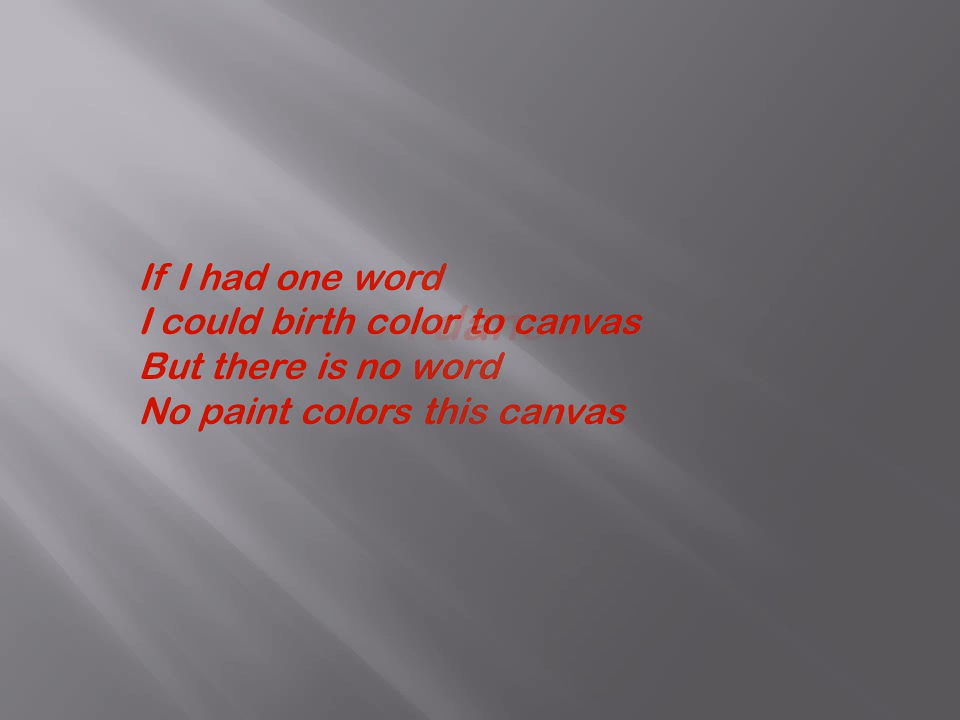 If I had one word
I could birth color to canvas
But there is no word
No paint colors this canvas